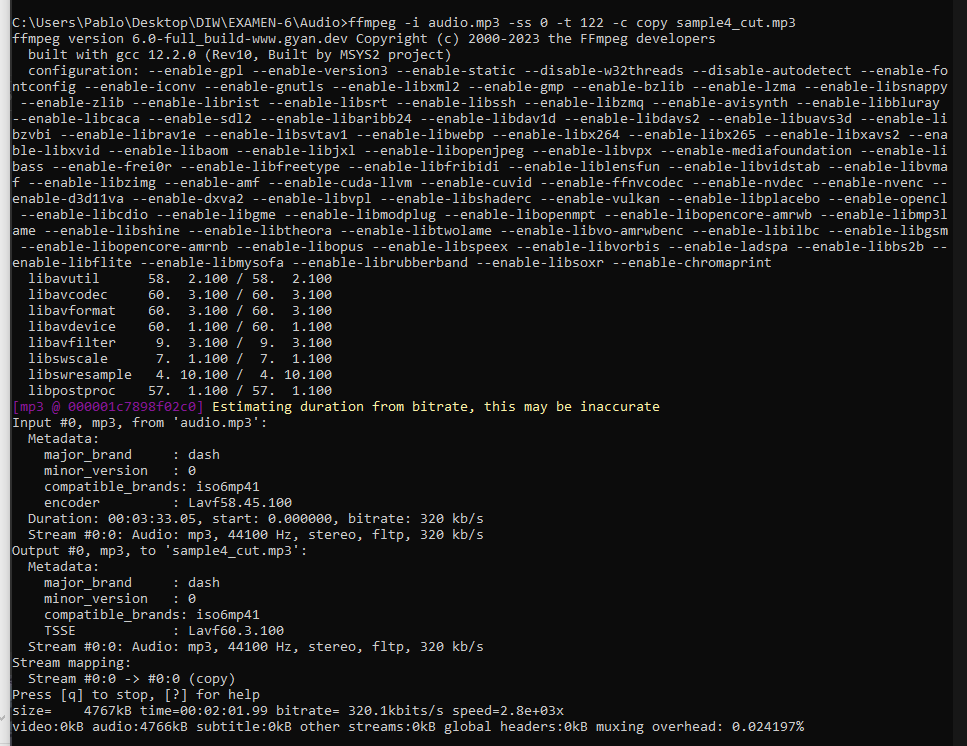 C:\Users\Pablo\Desktop\DIW\EXAMEN-6\Audio>ffmpeg -i audio.mp3 -ss 0 -t 122 -c copy sample4_cut.mp3
ffmpeg version 6.0-full_build-www.gyan.dev Copyright (c) 2000-2023 the FFmpeg developers
  built with gcc 12.2.0 (Rev10, Built by MSYS2 project)
  configuration: --enable-gpl --enable-version3 --enable-static --disable-w32threads --disable-autodetect --enable-fo
ntconfig --enable-iconv --enable-gnutls --enable-libxml2 --enable-gmp --enable-bzlib --enable-lzma --enable-libsnappy
 --enable-zlib --enable-librist --enable-libsrt --enable-libssh --enable-libzmq --enable-avisynth --enable-libbluray
--enable-libcaca --enable-sdl2 --enable-libaribb24 --enable-libdav1d --enable-libdavs2 --enable-libuavs3d --enable-li
bzvbi --enable-librav1e --enable-libsvtav1 --enable-libwebp --enable-libx264 --enable-libx265 --enable-libxavs2 --ena
ble-libxvid --enable-libaom --enable-libjxl --enable-libopenjpeg --enable-libvpx --enable-mediafoundation --enable-li
bass --enable-frei0r --enable-libfreetype --enable-libfribidi --enable-liblensfun --enable-libvidstab --enable-libvma
f --enable-libzimg --enable-amf --enable-cuda-llvm --enable-cuvid --enable-ffnvcodec --enable-nvdec --enable-nvenc --
enable-d3d11va --enable-dxva2 --enable-libvpl --enable-libshaderc --enable-vulkan --enable-libplacebo --enable-opencl
 --enable-libcdio --enable-libgme --enable-libmodplug --enable-libopenmpt --enable-libopencore-amrwb --enable-libmp3l
ame --enable-libshine --enable-libtheora --enable-libtwolame --enable-libvo-amrwbenc --enable-libilbc --enable-libgsm
 --enable-libopencore-amrnb --enable-libopus --enable-libspeex --enable-libvorbis --enable-ladspa --enable-libbs2b --
enable-libflite --enable-libmysofa --enable-librubberband --enable-libsoxr --enable-chromaprint
  libavutil      58.  2.100 / 58.  2.100
  libavcodec     60.  3.100 / 60.  3.100
  libavformat    60.  3.100 / 60.  3.100
  libavdevice    60.  1.100 / 60.  1.100
  libavfilter     9.  3.100 /  9.  3.100
  libswscale      7.  1.100 /  7.  1.100
  libswresample   4. 10.100 /  4. 10.100
  libpostproc    57.  1.100 / 57.  1.100
[mp3 @ 000001c7898f02c0] Estimating duration from bitrate, this may be inaccurate
Input #0, mp3, from 'audio.mp3':
  Metadata:
    major_brand     : dash
    minor_version   : 0
    compatible_brands: iso6mp41
    encoder         : Lavf58.45.100
  Duration: 00:03:33.05, start: 0.000000, bitrate: 320 kb/s
  Stream #0:0: Audio: mp3, 44100 Hz, stereo, fltp, 320 kb/s
Output #0, mp3, to 'sample4_cut.mp3':
  Metadata:
    major_brand     : dash
    minor_version   : 0
    compatible_brands: iso6mp41
    TSSE            : Lavf60.3.100
  Stream #0:0: Audio: mp3, 44100 Hz, stereo, fltp, 320 kb/s
Stream mapping:
  Stream #0:0 -> #0:0 (copy)
Press [q] to stop, [?] for help
size=    4767kB time=00:02:01.99 bitrate= 320.1kbits/s speed=2.8e+03x
video:0kB audio:4766kB subtitle:0kB other streams:0kB global headers:0kB muxing overhead: 0.024197%